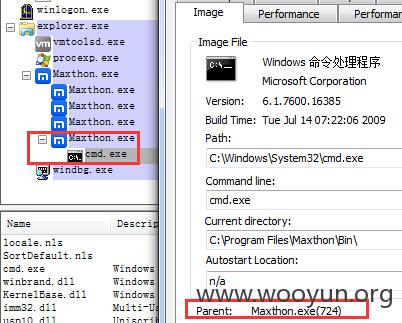 winlogon.exe
explorer.exe
vmtoolsd.exe
procexp.exe
Maxthon.exe
Maxthon.exe
Maxthon.exe
Maxthon.exe
Maxthon.exe
cmd.exe
windbg.exe
Name
Descrip
locale.nls
SortDefault.nls
cmd.exe Windows
winbrand.dll Windows
KernelBase.dll Windows
imm32.dll Multi-Us
usp10.dll
Image
Performance
Performance
Image File
Windows 命令处理程序
Microsoft Corporation
Version: 6.1.7600.16385
Build Time: Tue Jul 14 07:22:06 2009
Path:
C:\Windows\System32\cmd.exe
Command line:
cmd.exe
Current directory:
C:\Program Files\Maxthon\Bin\
Autostart Location:
n/a
www.wooyun.org
Parent: Maxthon.exe(724)